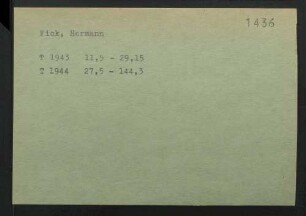 1436
Fink, Hermann
T 1943 11,5 - 29,15
T 1944 27,5 - 144,3